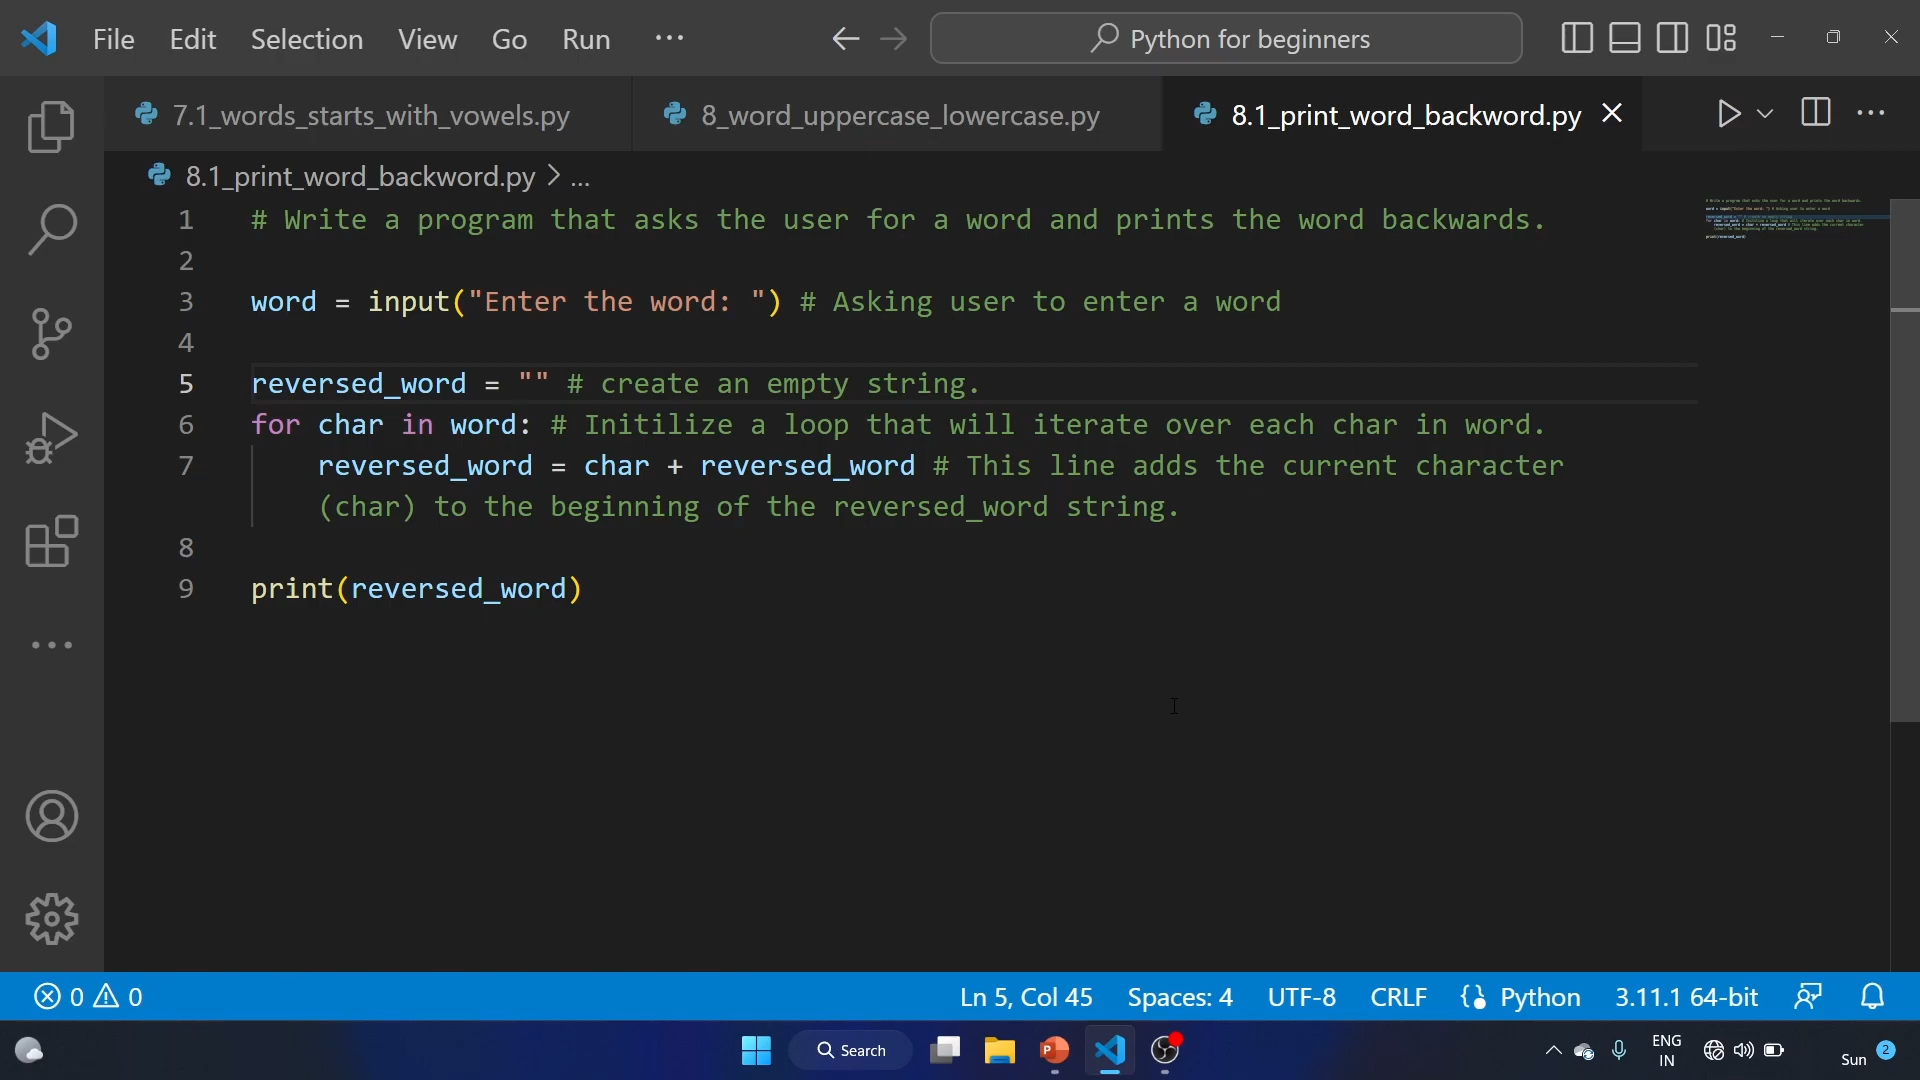 File Edit Selection View Go Run ... Python for beginners
7.1_words_starts_with_vowels.py 8_word_uppercase_lowercase.py 8.1_print_word_backword.py
8.1_print_word_backword.py > ...
1 # Write a program that asks the user for a word and prints the word backwards.
2
3 word = input("Enter the word: ") # Asking user to enter a word
4
5 reversed_word = "" # create an empty string.
6 for char in word: # Initilize a loop that will iterate over each char in word.
7 reversed_word = char + reversed_word # This line adds the current character
(char) to the beginning of the reversed_word string.
8
9 print(reversed_word)
0 0 Ln 5, Col 45 Spaces: 4 UTF-8 CRLF Python 3.11.1 64-bit
Search ENG
IN
Sun 2